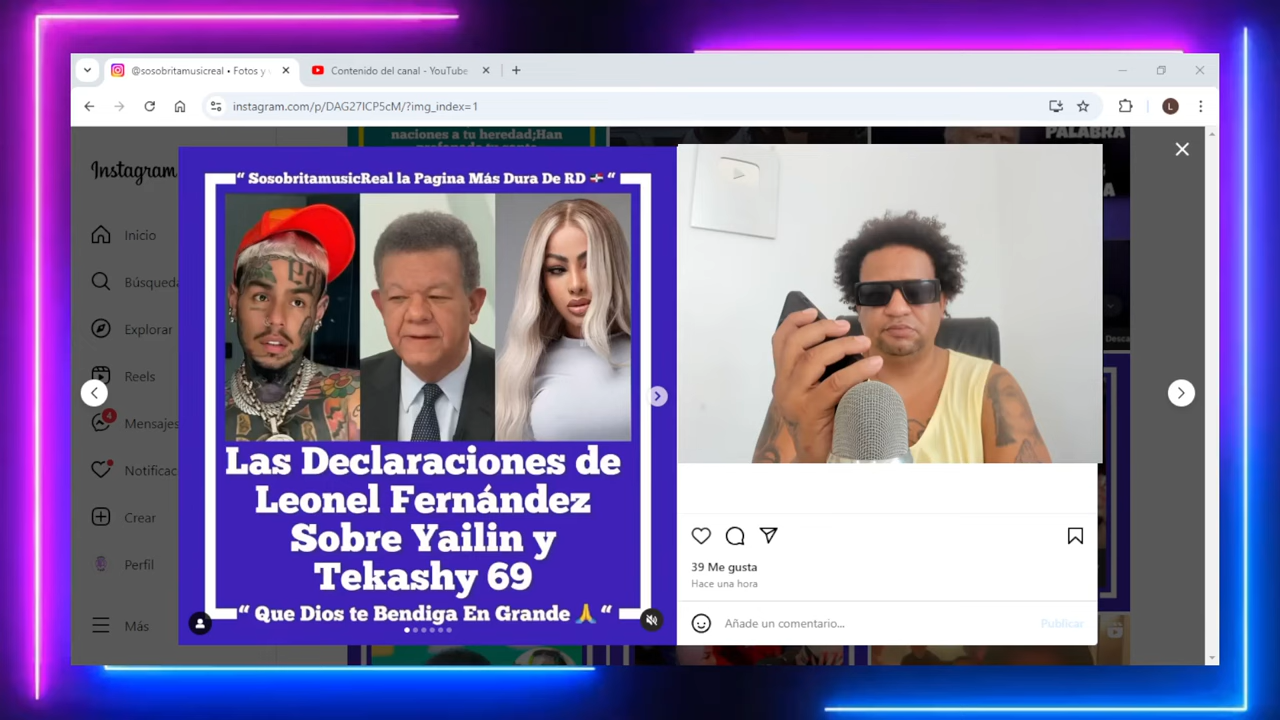 @sosobritamusicreal • Fotos y
Contenido del canal - YouTube
instagram.com/p/DAG27ICPScM/?img_index=1
L
naciones a tu heredad;Han
PALABRA
Instagram
Inicio
Búsqueda
Explorar
Reels
4
Mensajes
Notificac
Crear
Perfil
Más
“ SosobritamusicReal la Pagina Más Dura De RD “
Las Declaraciones de
Leonel Fernández
Sobre Yailin y
Tekashy 69
“ Que Dios te Bendiga En Grande 🙏 “
39 Me gusta
Hace una hora
Añade un comentario...
Publicar
Desca